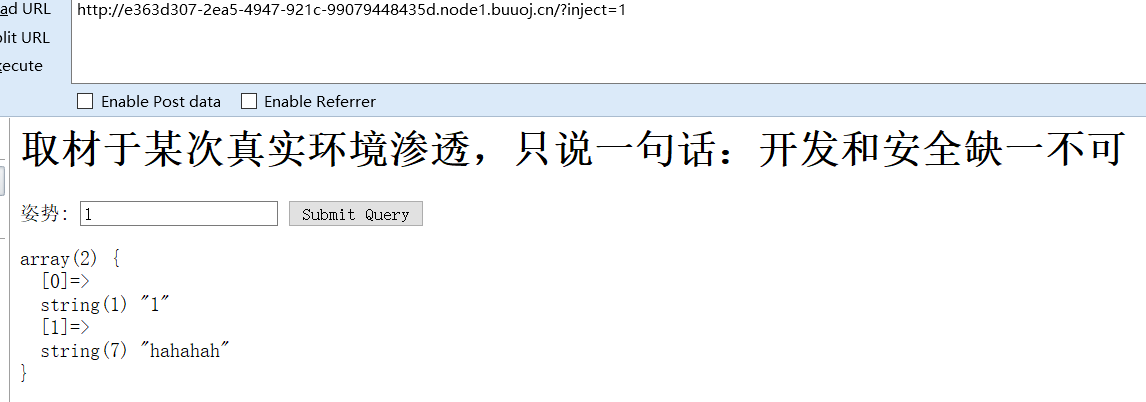 ad URL
http://e363d307-2ea5-4947-921c-99079448435d.node1.buuoj.cn/?inject=1
plit URL
xecute
Enable Post data Enable Referrer
取材于某次真实环境渗透，只说一句话：开发和安全缺一不可
姿势: 1 Submit Query
array(2) {
[0]=>
string(1) "1"
[1]=>
string(7) "hahahah"
}